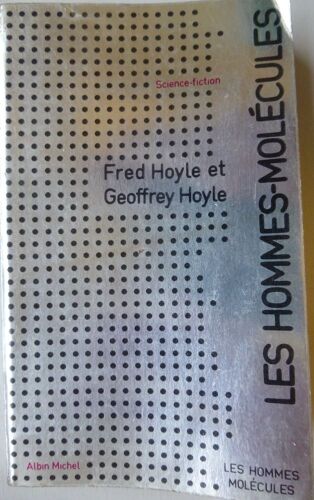 Science-fiction
Fred Hoyle et
Geoffrey Hoyle
LES HOMMES-MOLÉCULES
Albin Michel
LES HOMMES
MOLÉCULES